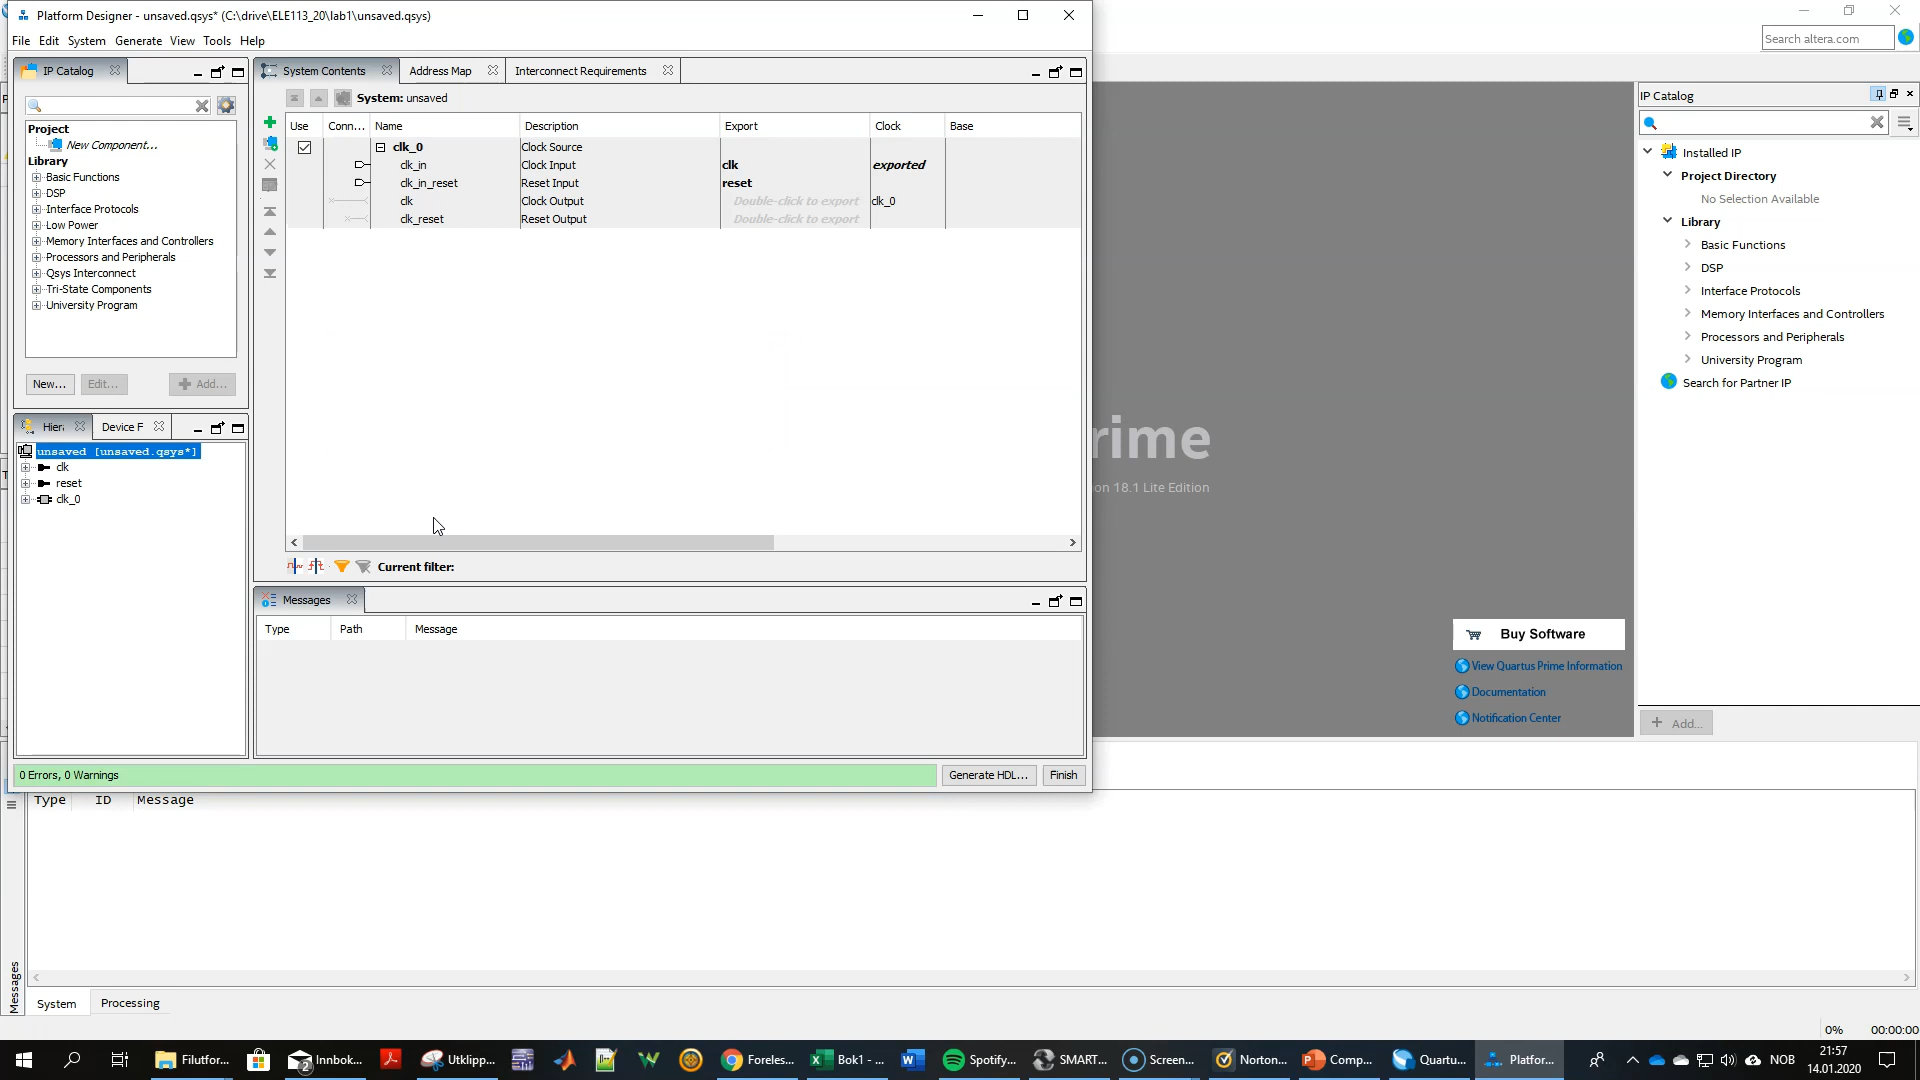 Platform Designer - unsaved.qsys* (C:\drive\ELE113_20\lab1\unsaved.qsys)
File Edit System Generate View Tools Help
Search altera.com
IP Catalog
System Contents Address Map Interconnect Requirements
IP Catalog
System: unsaved
Project
New Component...
Library
Basic Functions
DSP
Interface Protocols
Low Power
Memory Interfaces and Controllers
Processors and Peripherals
Qsys Interconnect
Tri-State Components
University Program
New... Edit... Add...
Use Conn... Name Description Export Clock Base
clk_0 Clock Source
clk_in Clock Input clk exported
clk_in_reset Reset Input reset
clk Clock Output Double-click to export clk_0
clk_reset Reset Output Double-click to export
Current filter:
Device F
unsaved [unsaved.qsys*]
clk
reset
clk_0
Messages
Type Path Message
0 Errors, 0 Warnings
Generate HDL... Finish
on 18.1 Lite Edition
Buy Software
View Quartus Prime Information
Documentation
Notification Center
Installed IP
Project Directory
No Selection Available
Library
Basic Functions
DSP
Interface Protocols
Memory Interfaces and Controllers
Processors and Peripherals
University Program
Search for Partner IP
Add...
Type ID Message
Messages
System Processing
0% 00:00:00
Filutfor... Innbok... 2 Utklipp... Foreles... Bok1 - ... Spotify... SMART... Screen... Norton... Comp... Quartu... Platfor...
NOB
21:57
14.01.2020